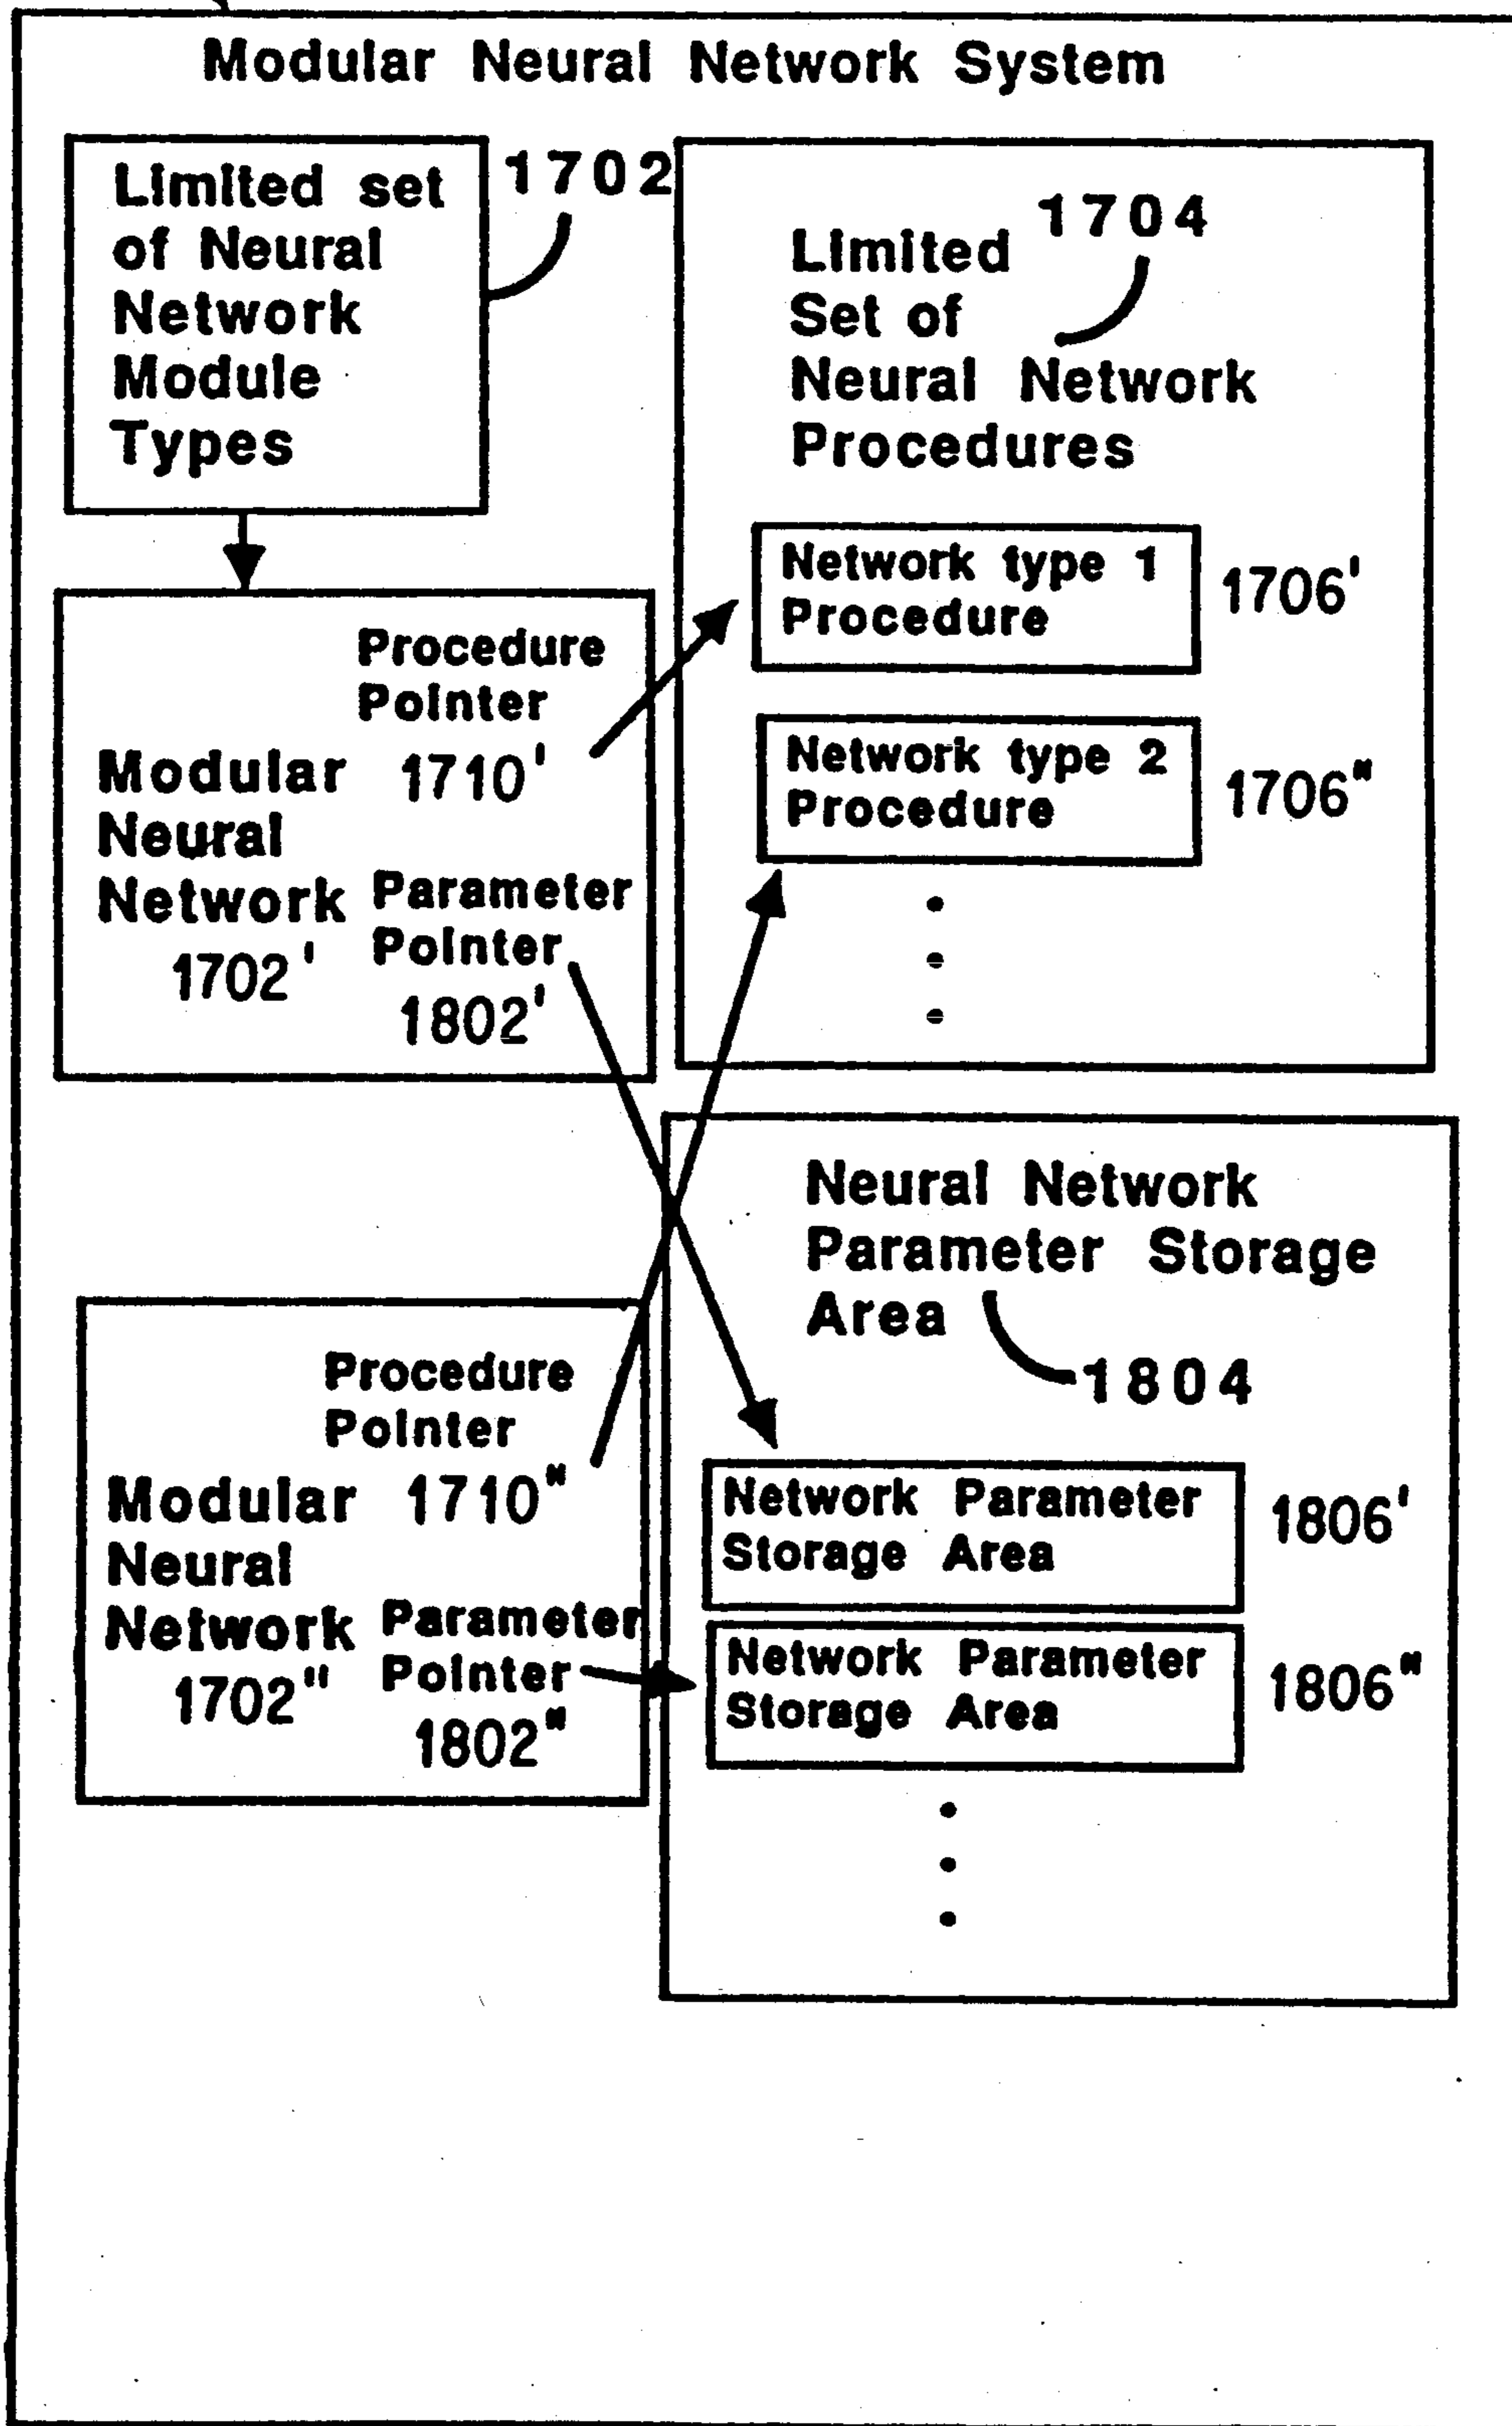 Modular Neural Network System
Limited set
of Neural
Network
Module
Types
1702
Limited
Set of
Neural Network
Procedures
1704
Network type 1
Procedure
1706'
Network type 2
Procedure
1706"
Procedure
Pointer
1710'
Modular
Neural
Network
1702'
Parameter
Pointer
1802'
Neural Network
Parameter Storage
Area
1804
Procedure
Pointer
1710"
Modular
Neural
Network
1702"
Parameter
Pointer
1802"
Network Parameter
Storage Area
1806'
Network Parameter
Storage Area
1806"